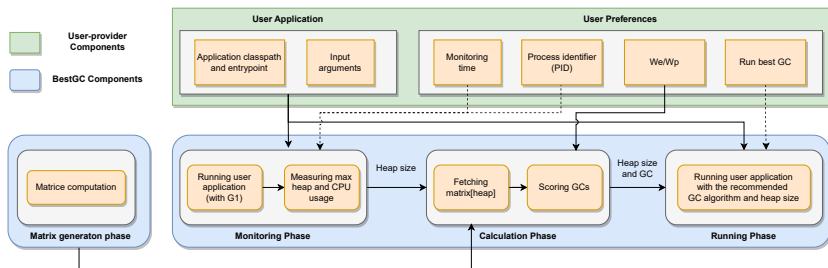 User Application
User Preferences
User-provider
Components
BestGC Components
Application classpath
and entrypoint
Input
arguments
Monitoring
time
Process identifier
(PID)
We/Wp
Run best GC
Matrice computation
Matrix generaton phase
Running user
application
(with G1)
Measuring max
heap and CPU
usage
Monitoring Phase
Heap size
Fetching
matrix[heap]
Scoring GCs
Calculation Phase
Heap size
and GC
Running user application
with the recommended
GC algorithm and heap size
Running Phase